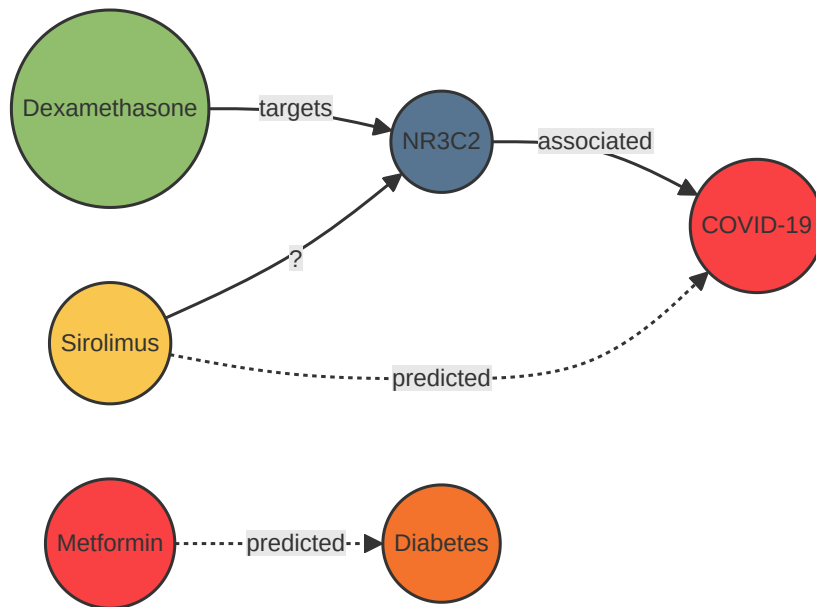 Dexamethasone
targets
NR3C2
associated
COVID-19
?
Sirolimus
predicted
Metformin
predicted
Diabetes